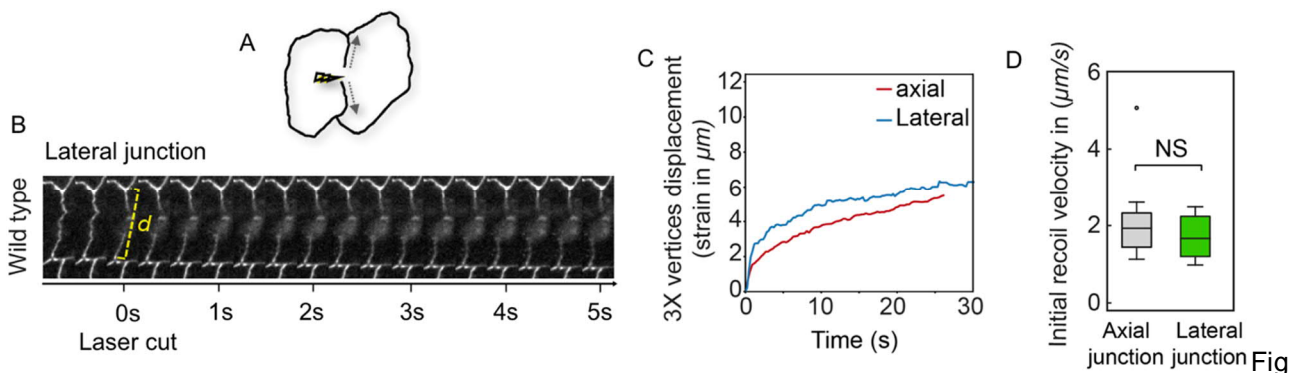 A
B
Lateral junction
Wild type
d
0s 1s 2s 3s 4s 5s
Laser cut
C
3X vertices displacement
(strain in µm)
12
10
8
6
4
2
0
axial
Lateral
0 10 20 30
Time (s)
D
Initial recoil velocity in (µm/s)
6
4
2
0
NS
Axial junction
Lateral junction
Fig